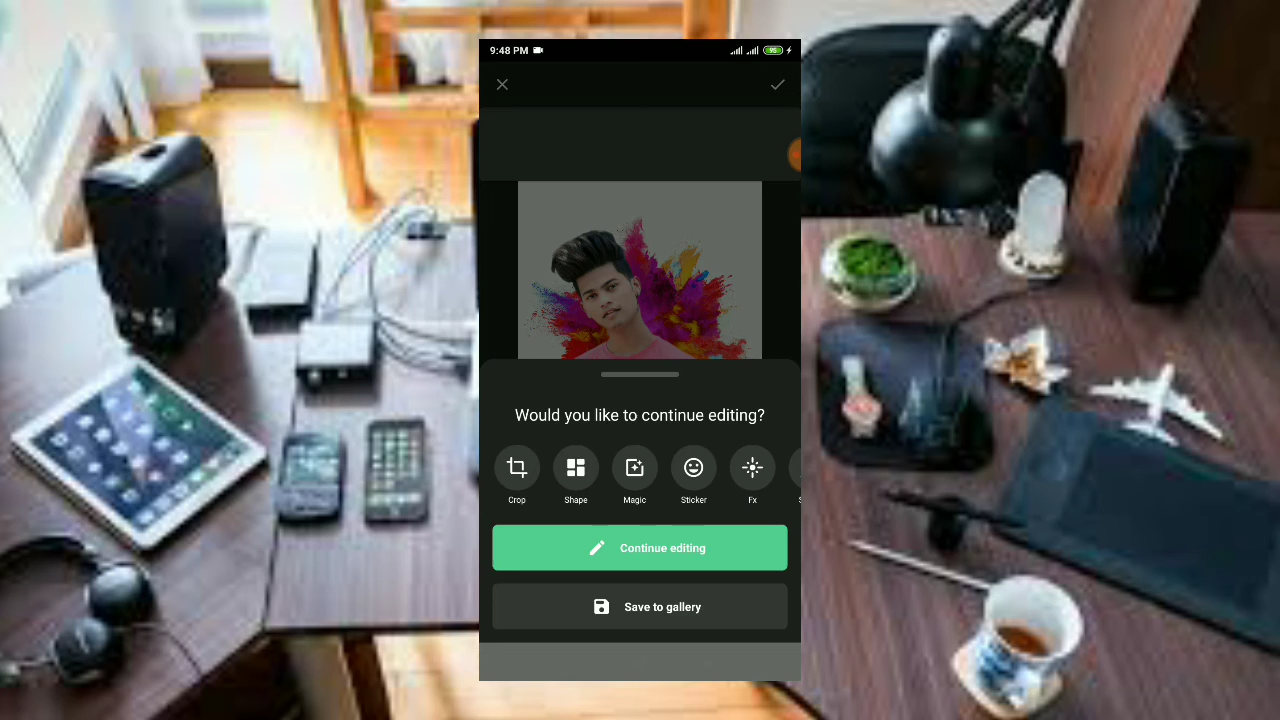 9:48 PM
95
Would you like to continue editing?
Crop Shape Magic Sticker Fx S
Continue editing
Save to gallery